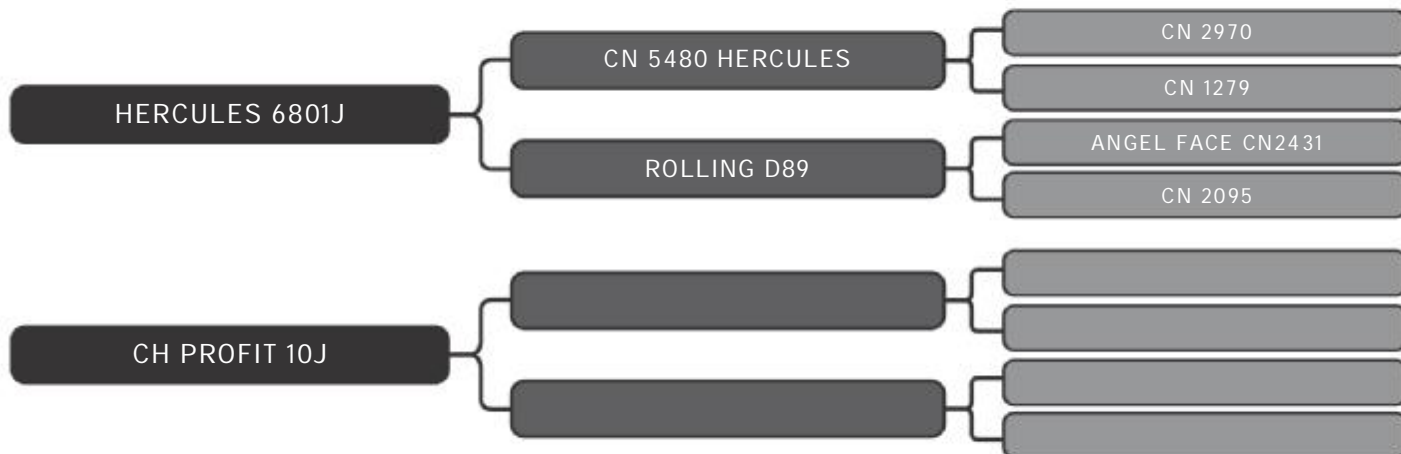 HERCULES 6801J
CN 5480 HERCULES
CN 2970
CN 1279
ROLLING D89
ANGEL FACE CN2431
CN 2095
CH PROFIT 10J